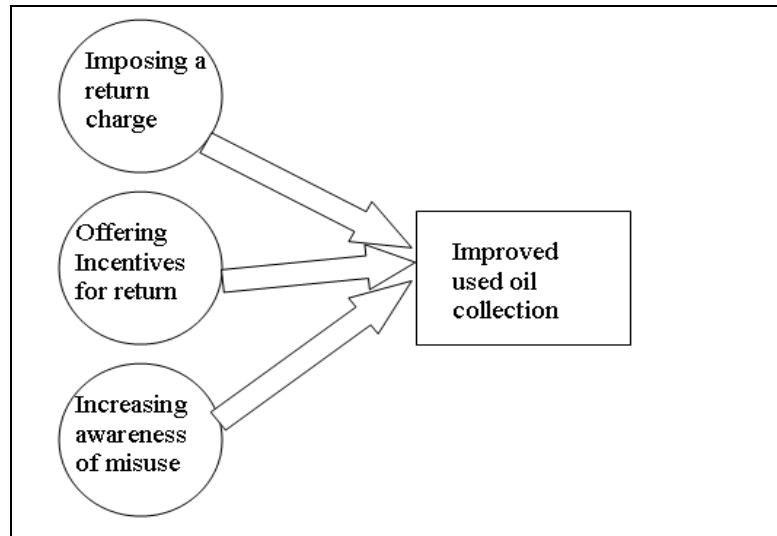 Imposing a
return
charge
Offering
Incentives
for return
Increasing
awareness
of misuse
Improved
used oil
collection